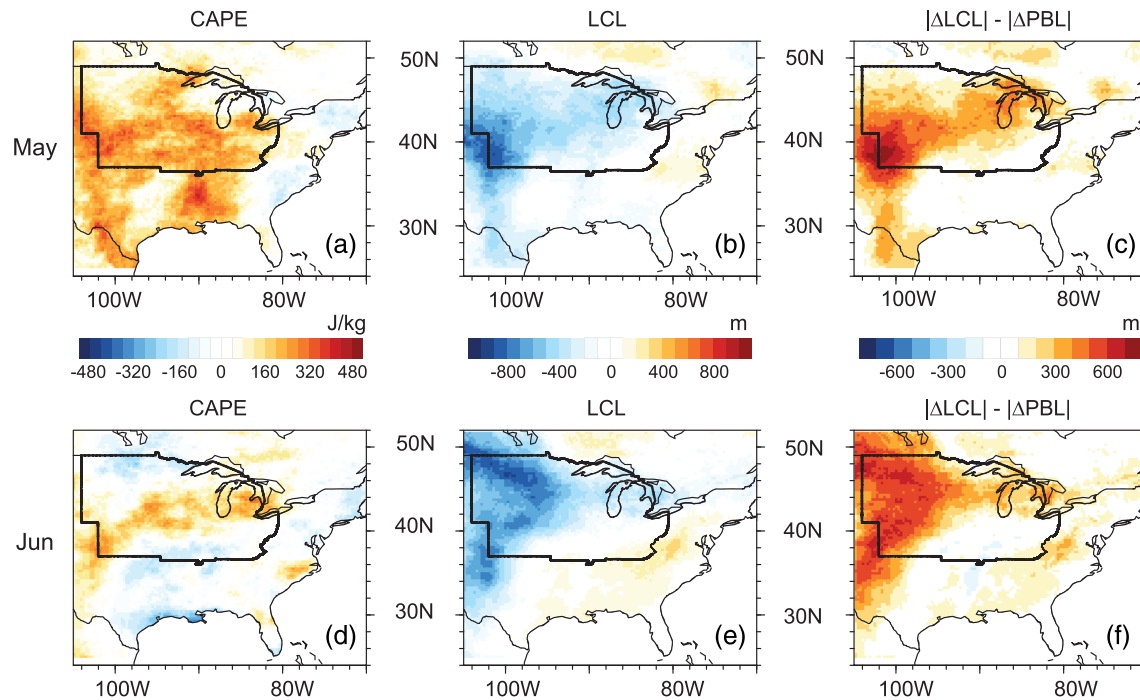 CAPE LCL |ΔLCL| - |ΔPBL|
May
50N 50N
40N 40N
30N 30N
(a) (b) (c)
100W 80W 100W 80W 100W 80W
J/kg m m
-480 -320 -160 0 160 320 480 -800 -400 0 400 800 -600 -300 0 300 600
CAPE LCL |ΔLCL| - |ΔPBL|
Jun
50N 50N
40N 40N
30N 30N
(d) (e) (f)
100W 80W 100W 80W 100W 80W